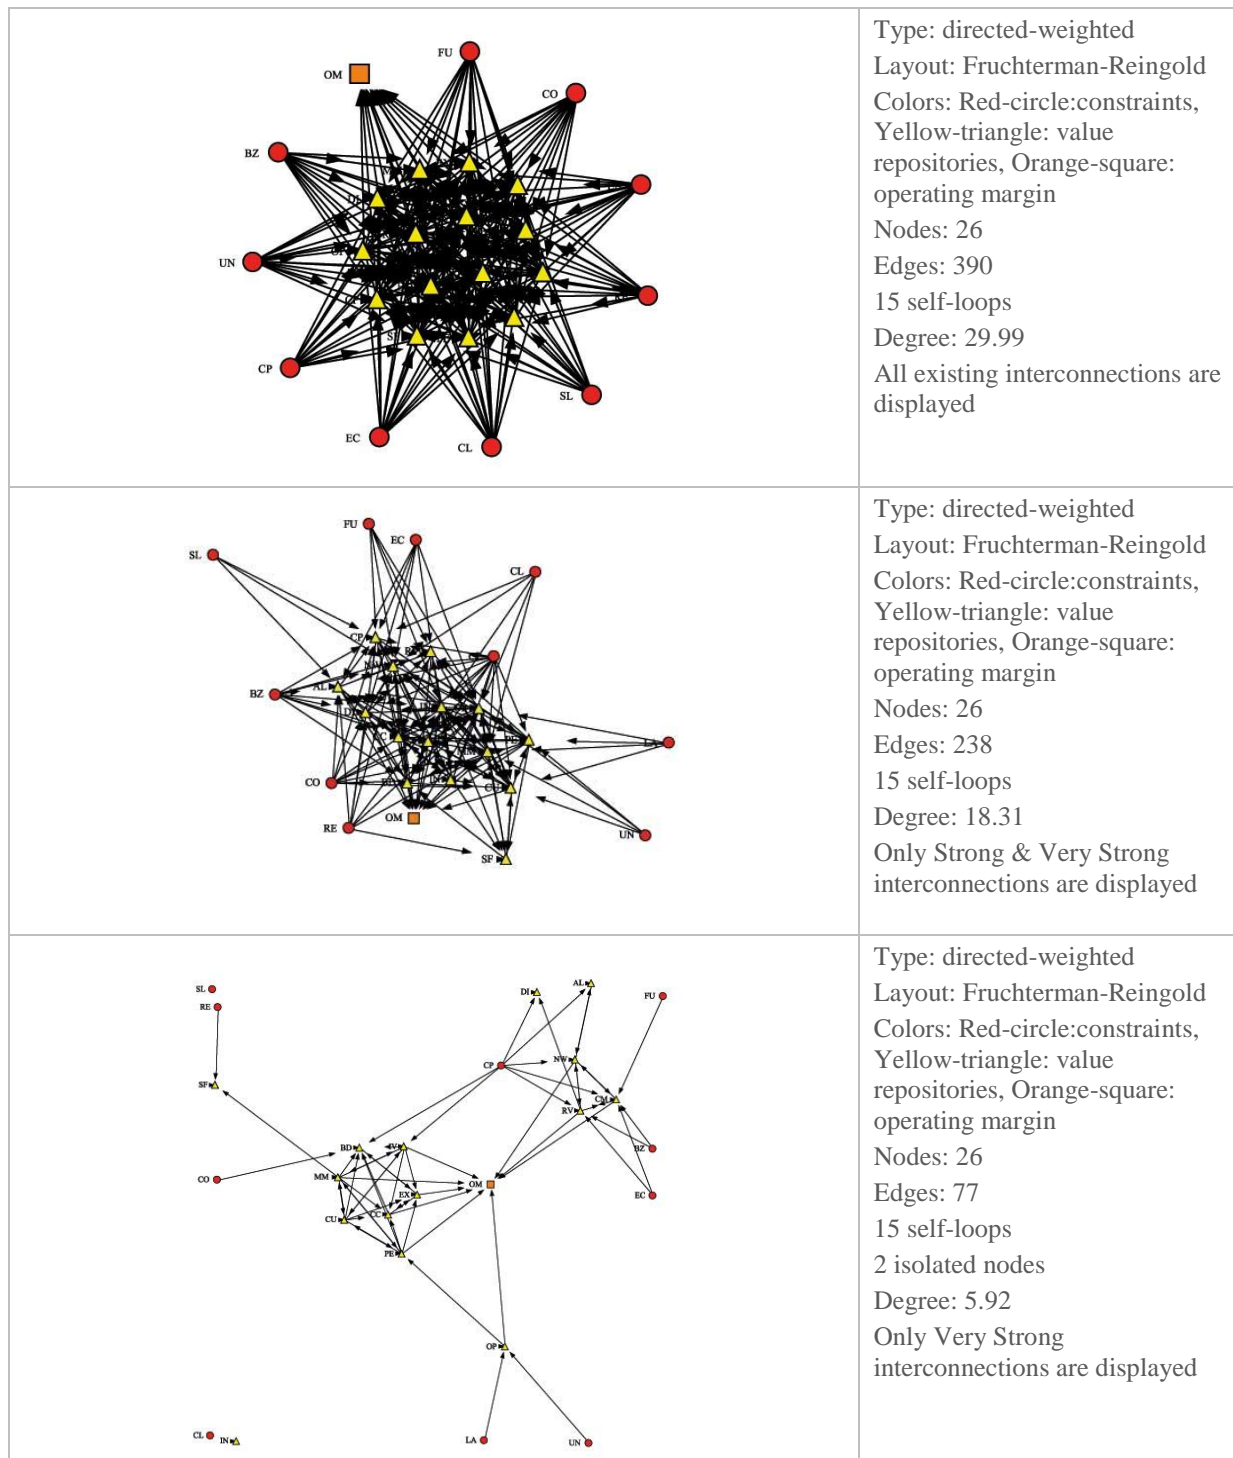 FU
OM
CO
BZ
UN
CP
SL
EC
CL
Type: directed-weighted
Layout: Fruchterman-Reingold
Colors: Red-circle:constraints,
Yellow-triangle: value
repositories, Orange-square:
operating margin
Nodes: 26
Edges: 390
15 self-loops
Degree: 29.99
All existing interconnections are
displayed
FU
EC
SL
CL
CP
BZ
AL
CO
OM
RE
SF
UN
LA
Type: directed-weighted
Layout: Fruchterman-Reingold
Colors: Red-circle:constraints,
Yellow-triangle: value
repositories, Orange-square:
operating margin
Nodes: 26
Edges: 238
15 self-loops
Degree: 18.31
Only Strong & Very Strong
interconnections are displayed
SL
RE
DI
AL
FU
CP
NW
SF
CM
RV
BD
IV
BZ
CO
MM
OM
EX
EC
CU
CC
PE
OP
CL
IN
LA
UN
Type: directed-weighted
Layout: Fruchterman-Reingold
Colors: Red-circle:constraints,
Yellow-triangle: value
repositories, Orange-square:
operating margin
Nodes: 26
Edges: 77
15 self-loops
2 isolated nodes
Degree: 5.92
Only Very Strong
interconnections are displayed